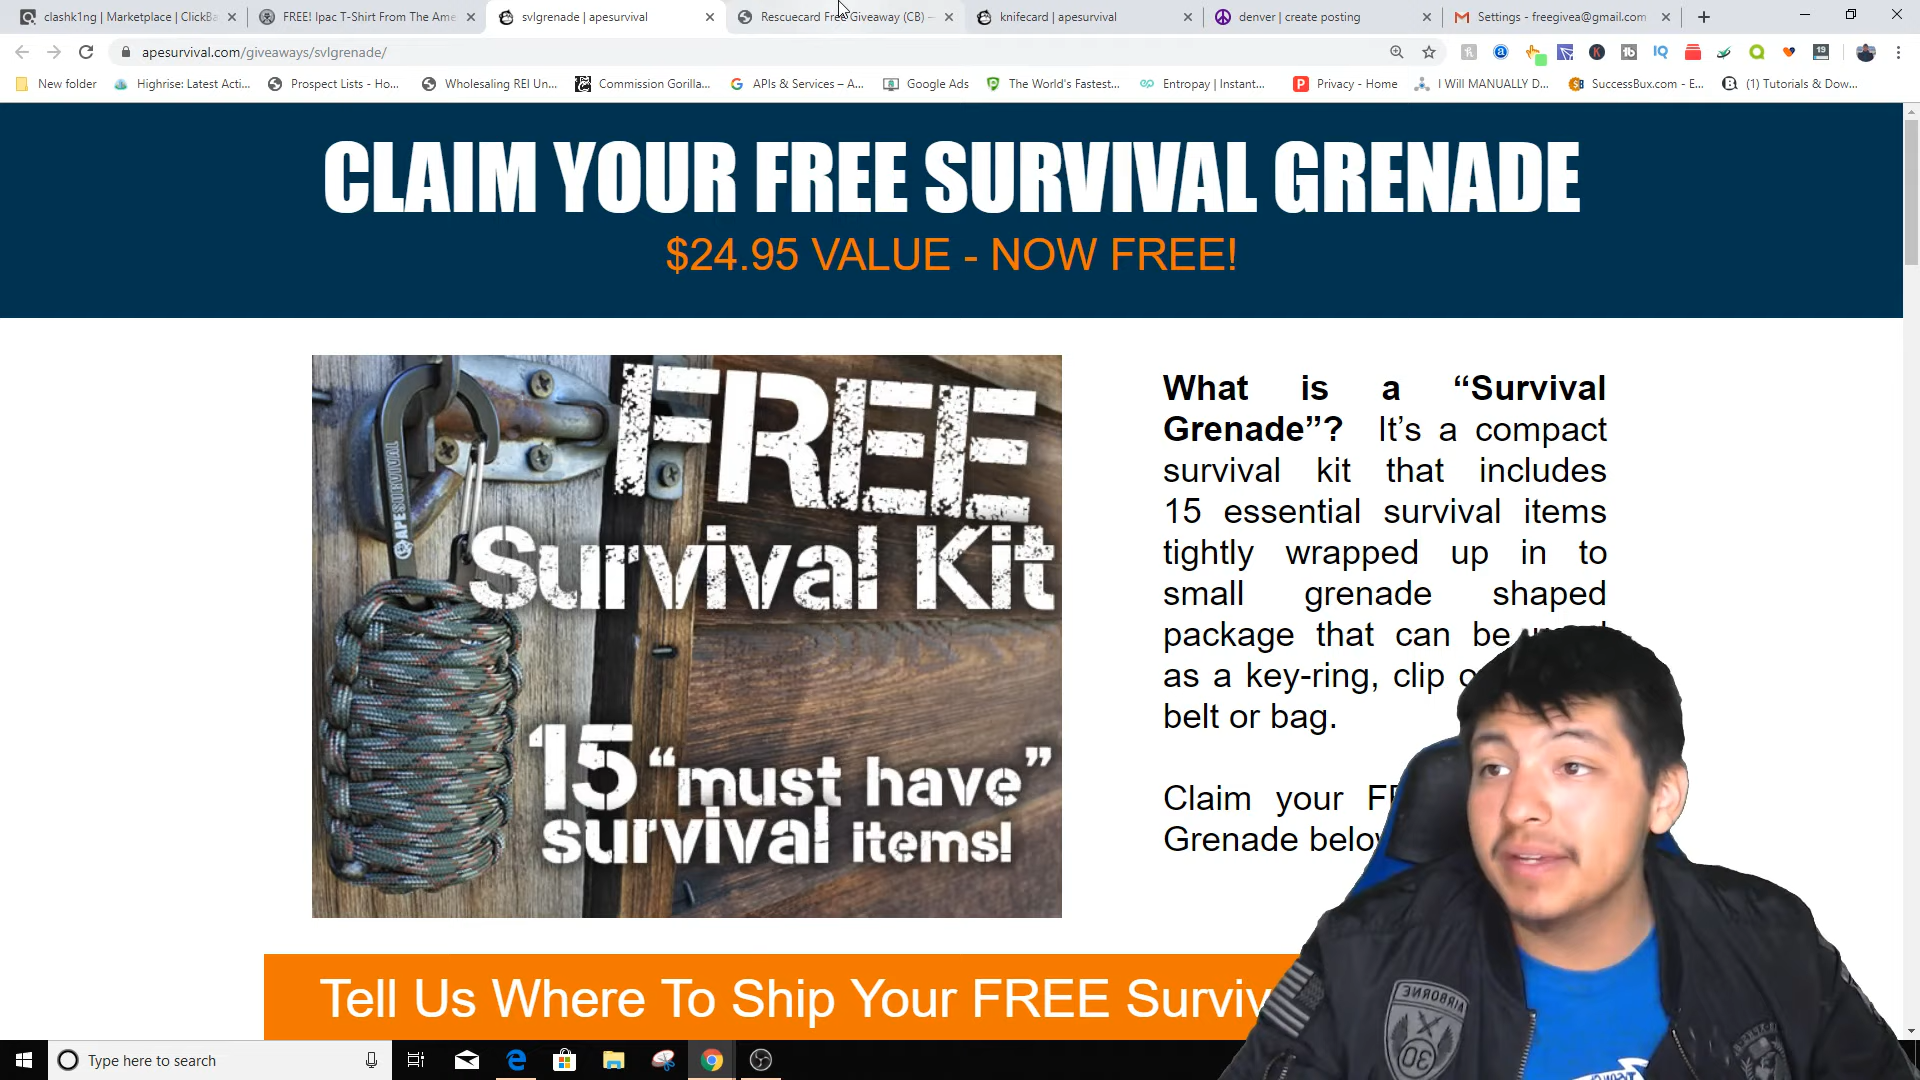 clashk1ng | Marketplace | ClickBa
FREE! Ipac T-Shirt From The Ame
svlgrenade | apesurvival
Rescuecard Free Giveaway (CB) –
knifecard | apesurvival
denver | create posting
Settings - freegivea@gmail.com
apesurvival.com/giveaways/svlgrenade/
New folder
Highrise: Latest Acti...
Prospect Lists - Ho...
Wholesaling REI Un...
Commission Gorilla...
APIs & Services – A...
Google Ads
The World's Fastest...
Entropay | Instant...
Privacy - Home
I Will MANUALLY D...
SuccessBux.com - E...
(1) Tutorials & Dow...
CLAIM YOUR FREE SURVIVAL GRENADE
$24.95 VALUE - NOW FREE!
FREE
Survival Kit
15 “must have”
survival items!
APESURVIVAL
What is a “Survival
Grenade”? It’s a compact
survival kit that includes
15 essential survival items
tightly wrapped up in to
small grenade shaped
package that can be
as a key-ring, clip
belt or bag.
Claim your
Grenade
Tell Us Where To Ship Your FREE
AIRBORNE
30
Type here to search